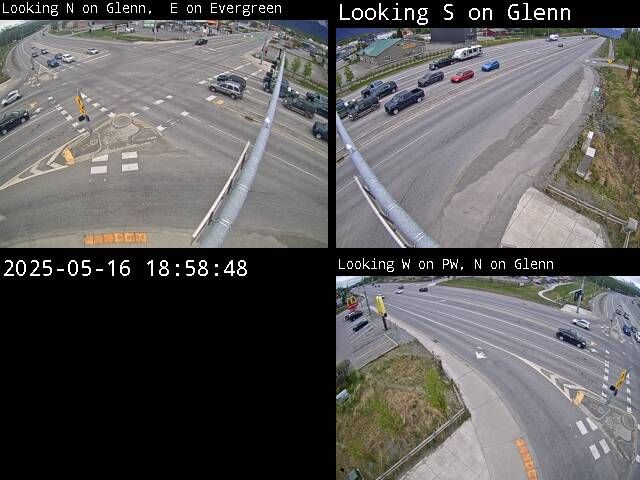 Looking N on Glenn, E on Evergreen
Looking S on Glenn
2025-05-16 18:58:48
Looking W on PW, N on Glenn